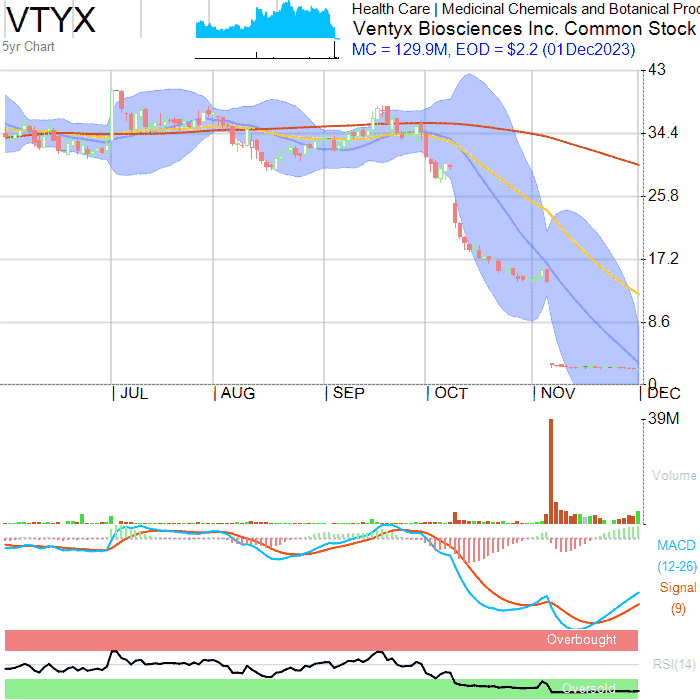 VTYX
5yr Chart
Health Care | Medicinal Chemicals and Botanical Pro
Ventyx Biosciences Inc. Common Stock
MC = 129.9M, EOD = $2.2 (01Dec2023)
43
34.4
25.8
17.2
8.6
0
| JUL | AUG | SEP | OCT | NOV | DEC
39M
Volume
MACD
(12-26)
Signal
(9)
Overbought
RSI(14)
Oversold